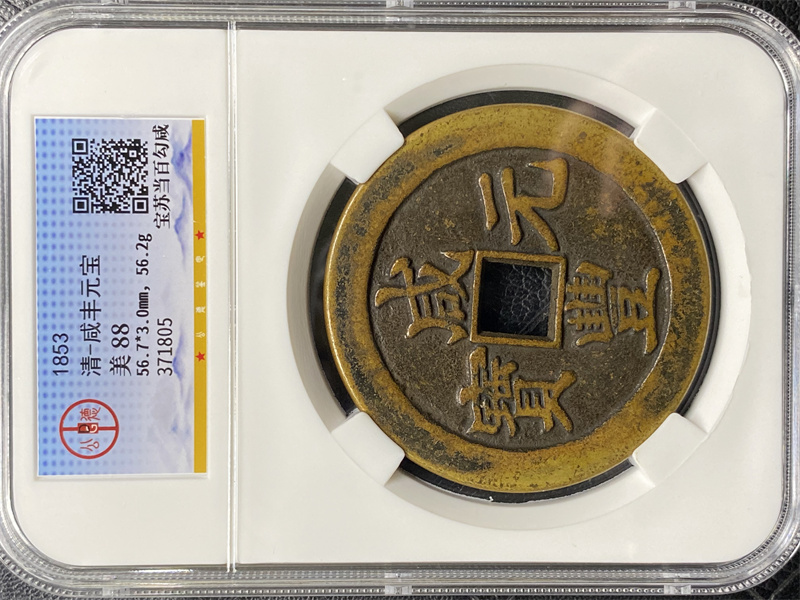 1853
清-咸丰元宝
美 88
56.7*3.0mm, 56.2g
371805
宝苏当百勾咸
咸豐元寶